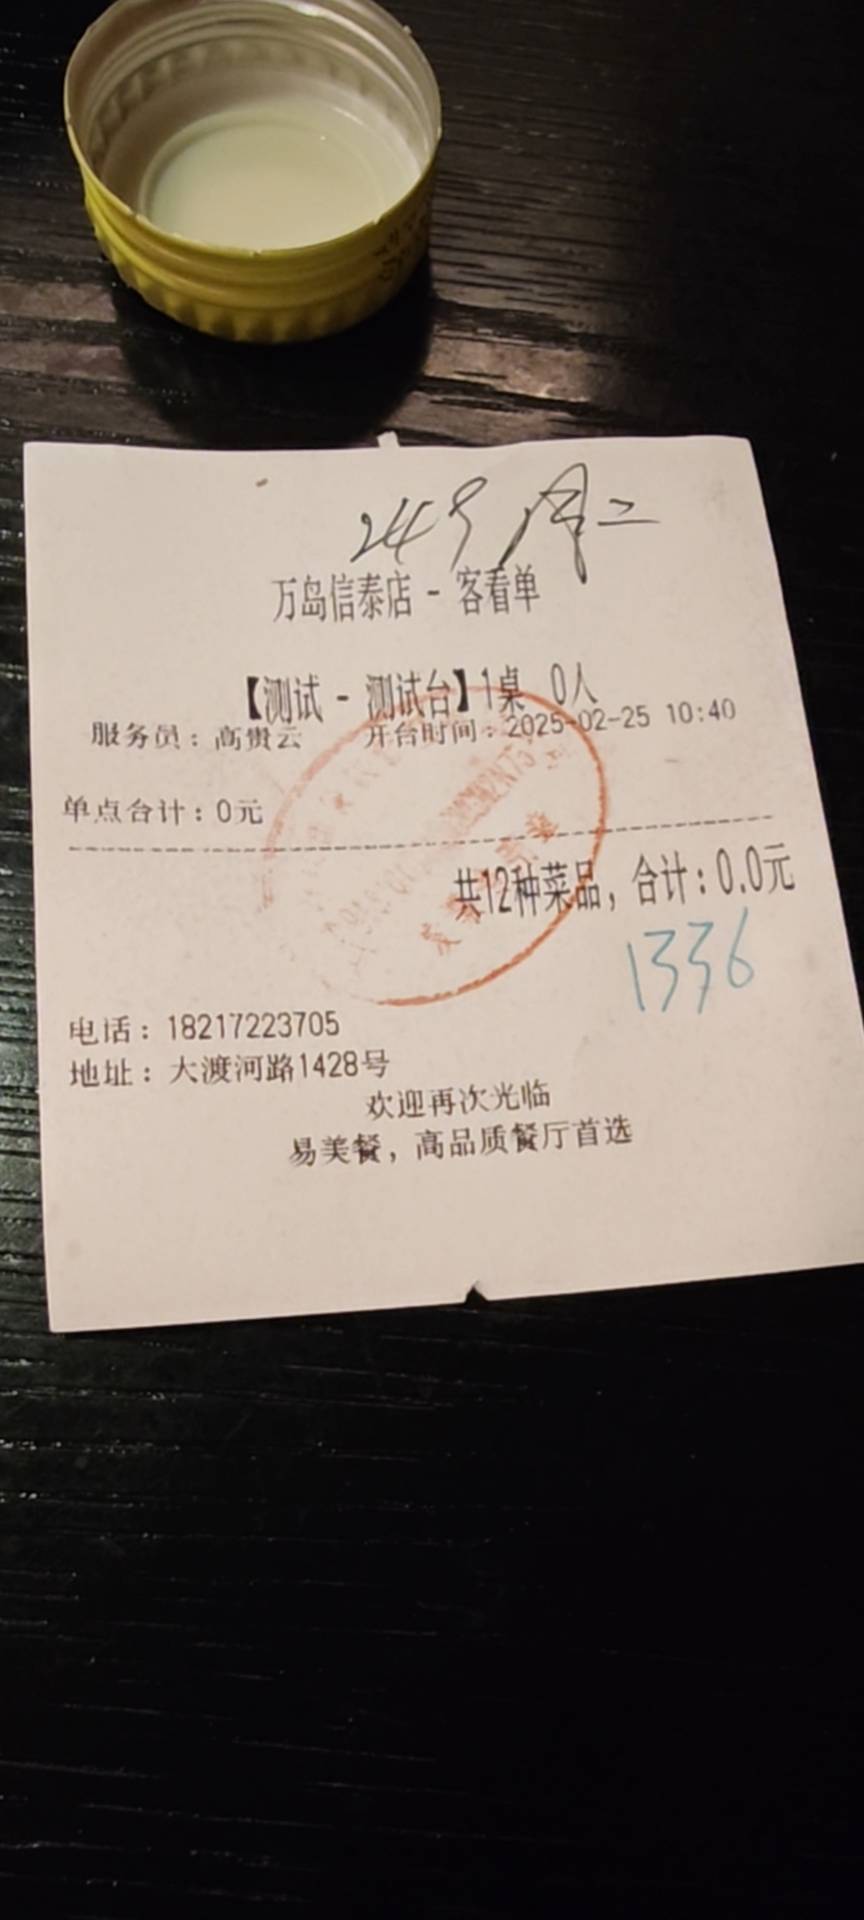 24号 周二
万岛信泰店 - 客看单
【测试 - 测试台】1桌 0人
服务员：高贵云 开台时间：2025-02-25 10:40
单点合计：0元
共12种菜品，合计：0.0元
1336
电话：18217223705
地址：大渡河路1428号
欢迎再次光临
易美餐，高品质餐厅首选